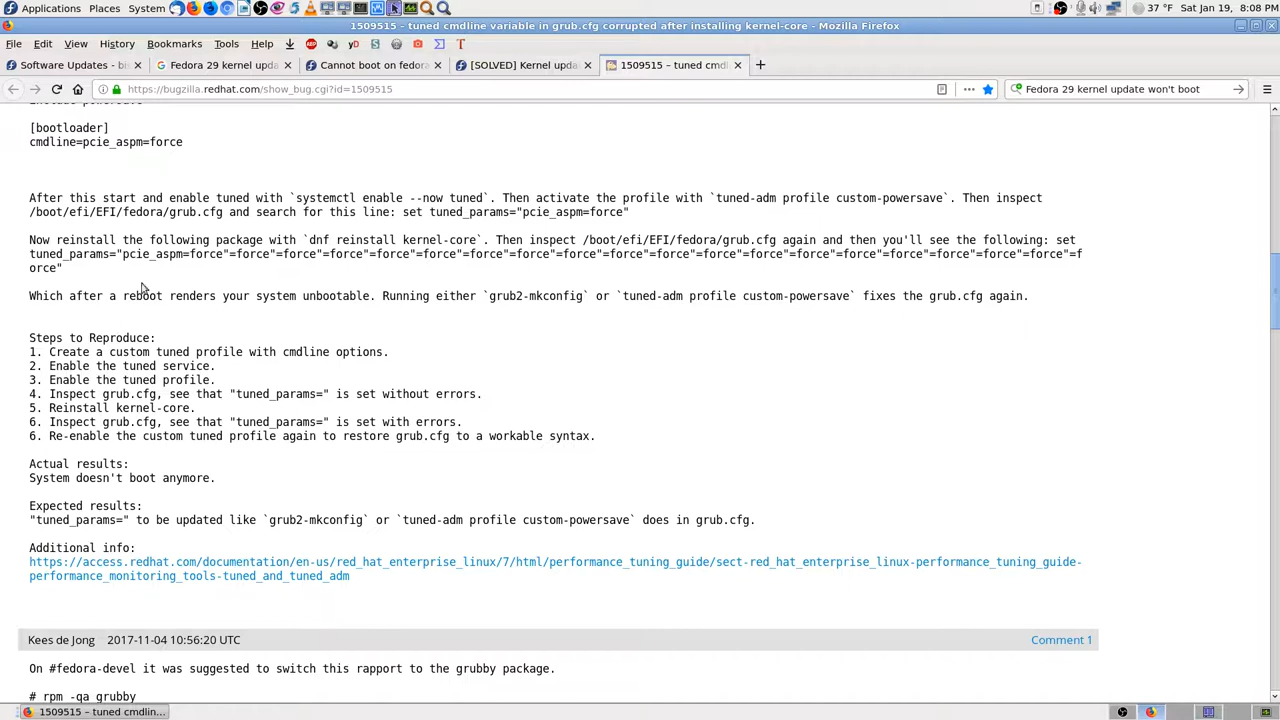 Applications Places System 37 °F Sat Jan 19, 8:08 PM
1509515 – tuned cmdline variable in grub.cfg corrupted after installing kernel-core - Mozilla Firefox
File Edit View History Bookmarks Tools Help
Software Updates - bis Fedora 29 kernel upda Cannot boot on fedora [SOLVED] Kernel upda 1509515 – tuned cmdl
https://bugzilla.redhat.com/show_bug.cgi?id=1509515 Fedora 29 kernel update won't boot
include powersave
[bootloader]
cmdline=pcie_aspm=force
After this start and enable tuned with `systemctl enable --now tuned`. Then activate the profile with `tuned-adm profile custom-powersave`. Then inspect
/boot/efi/EFI/fedora/grub.cfg and search for this line: set tuned_params="pcie_aspm=force"
Now reinstall the following package with `dnf reinstall kernel-core`. Then inspect /boot/efi/EFI/fedora/grub.cfg again and then you'll see the following: set
tuned_params="pcie_aspm=force"=force"=force"=force"=force"=force"=force"=force"=force"=force"=force"=force"=force"=force"=force"=force"=force"=force"=f
orce"
Which after a reboot renders your system unbootable. Running either `grub2-mkconfig` or `tuned-adm profile custom-powersave` fixes the grub.cfg again.
Steps to Reproduce:
1. Create a custom tuned profile with cmdline options.
2. Enable the tuned service.
3. Enable the tuned profile.
4. Inspect grub.cfg, see that "tuned_params=" is set without errors.
5. Reinstall kernel-core.
6. Inspect grub.cfg, see that "tuned_params=" is set with errors.
6. Re-enable the custom tuned profile again to restore grub.cfg to a workable syntax.
Actual results:
System doesn't boot anymore.
Expected results:
"tuned_params=" to be updated like `grub2-mkconfig` or `tuned-adm profile custom-powersave` does in grub.cfg.
Additional info:
https://access.redhat.com/documentation/en-us/red_hat_enterprise_linux/7/html/performance_tuning_guide/sect-red_hat_enterprise_linux-performance_tuning_guide-
performance_monitoring_tools-tuned_and_tuned_adm
Kees de Jong 2017-11-04 10:56:20 UTC Comment 1
On #fedora-devel it was suggested to switch this rapport to the grubby package.
# rpm -qa grubby
1509515 – tuned cmdlin...